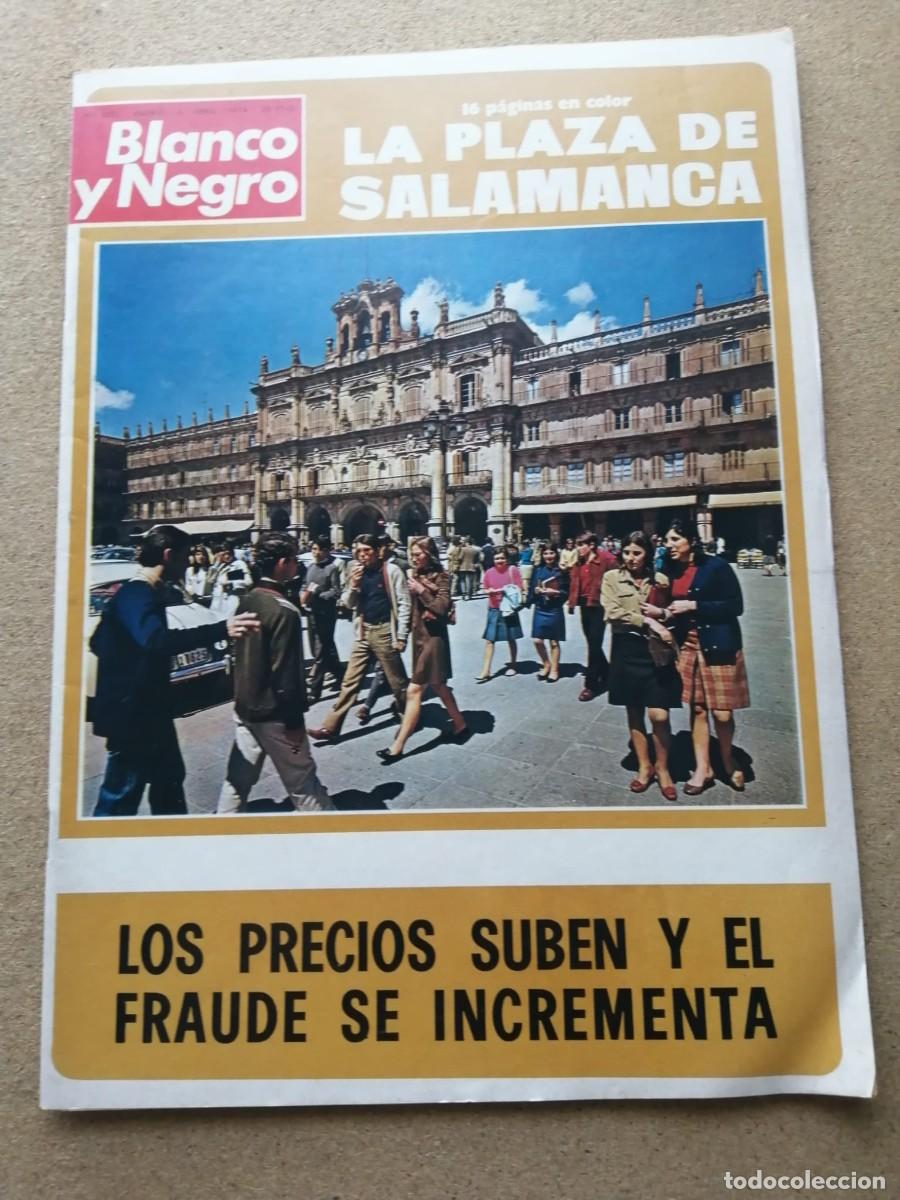 16 páginas en color
Blanco
y Negro
LA PLAZA DE
SALAMANCA
LOS PRECIOS SUBEN Y EL
FRAUDE SE INCREMENTA
todocoleccion